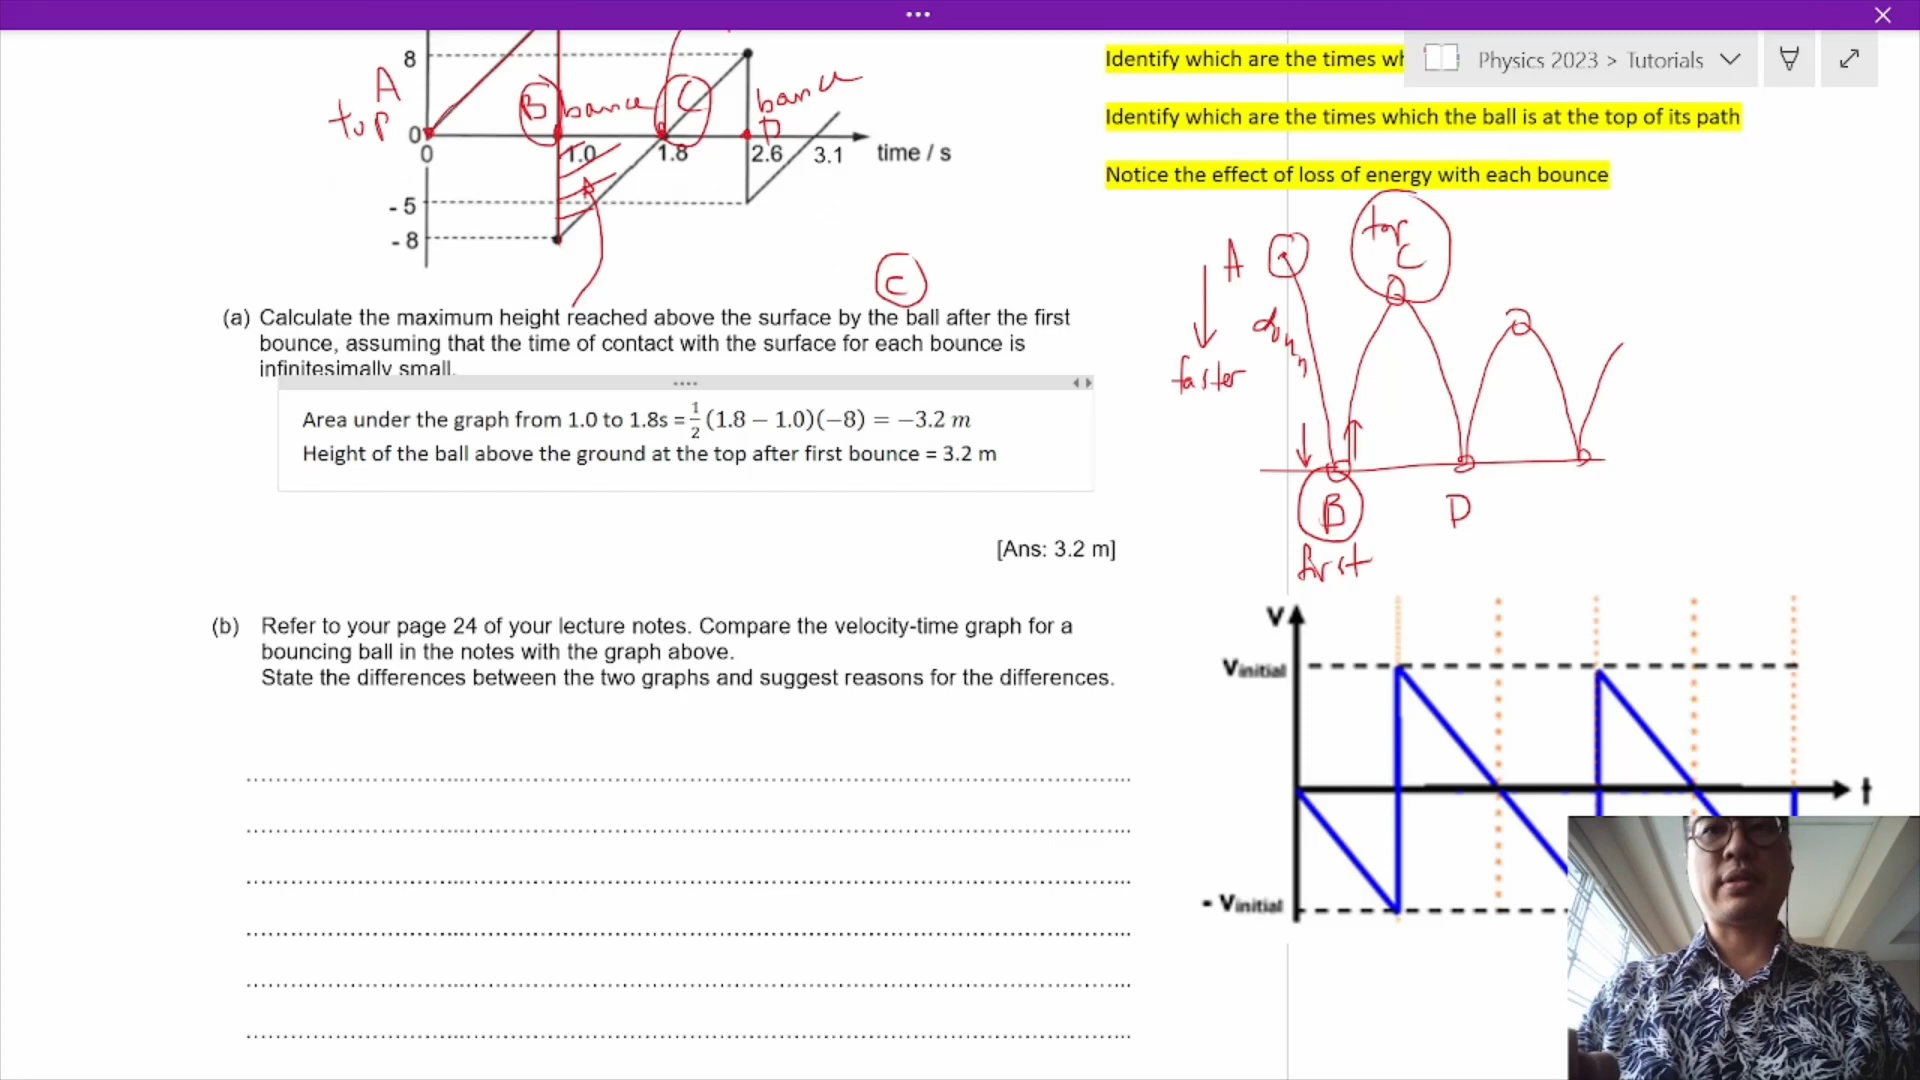 Identify which are the times wh
Physics 2023 > Tutorials
8
A
top
B
bounce
C
bounce
D
Identify which are the times which the ball is at the top of its path
0
0
1.0
1.8
2.6
3.1
time / s
Notice the effect of loss of energy with each bounce
- 5
- 8
top
C
A
C
down
faster
(a) Calculate the maximum height reached above the surface by the ball after the first
bounce, assuming that the time of contact with the surface for each bounce is
infinitesimally small.
Area under the graph from 1.0 to 1.8s = 1/2 (1.8 − 1.0)(−8) = −3.2 m
Height of the ball above the ground at the top after first bounce = 3.2 m
B
D
first
[Ans: 3.2 m]
(b) Refer to your page 24 of your lecture notes. Compare the velocity-time graph for a
bouncing ball in the notes with the graph above.
State the differences between the two graphs and suggest reasons for the differences.
v
Vinitial
t
- Vinitial